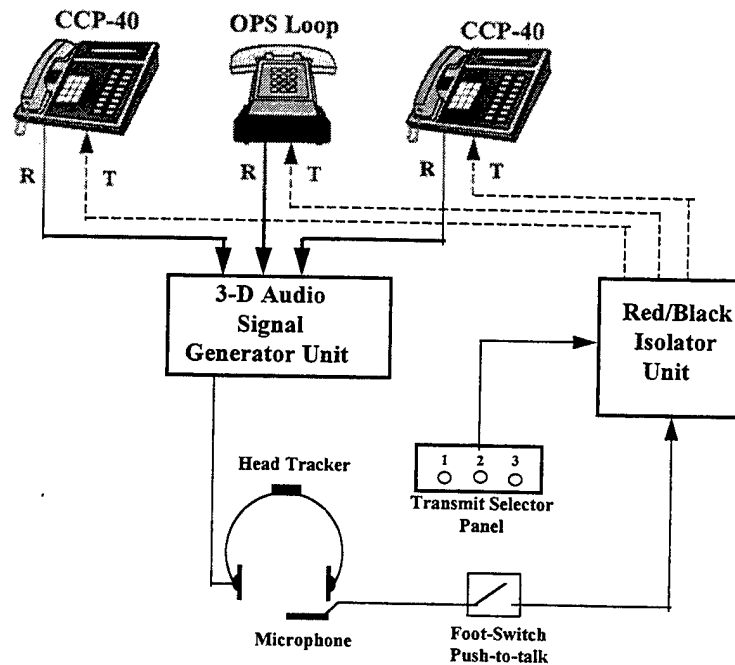 CCP-40
OPS Loop
CCP-40
R
T
R
T
R
T
3-D Audio
Signal
Generator Unit
Red/Black
Isolator
Unit
1 2 3
Transmit Selector
Panel
Head Tracker
Microphone
Foot-Switch
Push-to-talk